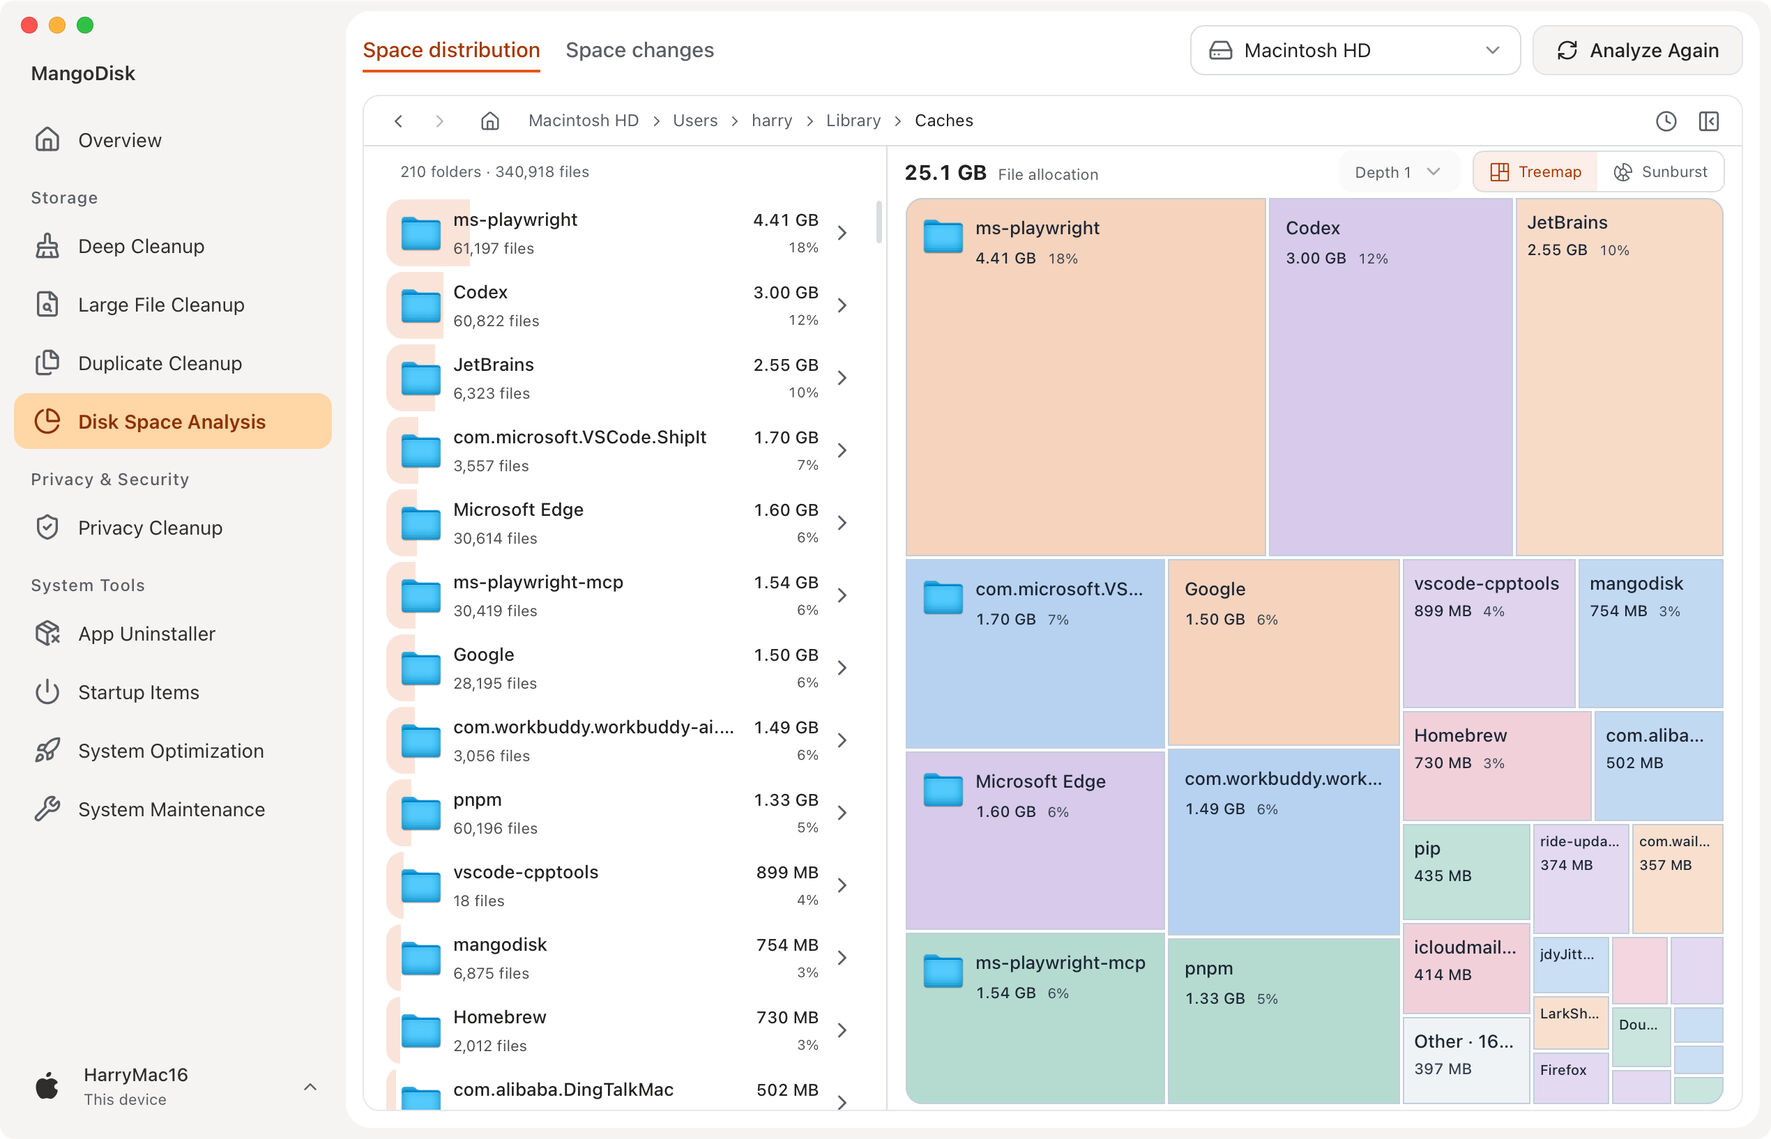 MangoDisk
Overview
Storage
Deep Cleanup
Large File Cleanup
Duplicate Cleanup
Disk Space Analysis
Privacy & Security
Privacy Cleanup
System Tools
App Uninstaller
Startup Items
System Optimization
System Maintenance
HarryMac16
This device
Space distribution
Space changes
Macintosh HD
Analyze Again
Macintosh HD > Users > harry > Library > Caches
210 folders · 340,918 files
ms-playwright 4.41 GB
61,197 files 18%
Codex 3.00 GB
60,822 files 12%
JetBrains 2.55 GB
6,323 files 10%
com.microsoft.VSCode.ShipIt 1.70 GB
3,557 files 7%
Microsoft Edge 1.60 GB
30,614 files 6%
ms-playwright-mcp 1.54 GB
30,419 files 6%
Google 1.50 GB
28,195 files 6%
com.workbuddy.workbuddy-ai.... 1.49 GB
3,056 files 6%
pnpm 1.33 GB
60,196 files 5%
vscode-cpptools 899 MB
18 files 4%
mangodisk 754 MB
6,875 files 3%
Homebrew 730 MB
2,012 files 3%
com.alibaba.DingTalkMac 502 MB
25.1 GB File allocation
Depth 1
Treemap
Sunburst
ms-playwright
4.41 GB 18%
Codex
3.00 GB 12%
JetBrains
2.55 GB 10%
com.microsoft.VS...
1.70 GB 7%
Google
1.50 GB 6%
vscode-cpptools
899 MB 4%
mangodisk
754 MB 3%
Homebrew
730 MB 3%
com.aliba...
502 MB
Microsoft Edge
1.60 GB 6%
com.workbuddy.work...
1.49 GB 6%
pip
435 MB
ride-upda...
374 MB
com.wail...
357 MB
ms-playwright-mcp
1.54 GB 6%
pnpm
1.33 GB 5%
icloudmail...
414 MB
jdyJitt...
LarkSh...
Dou...
Other · 16...
397 MB
Firefox